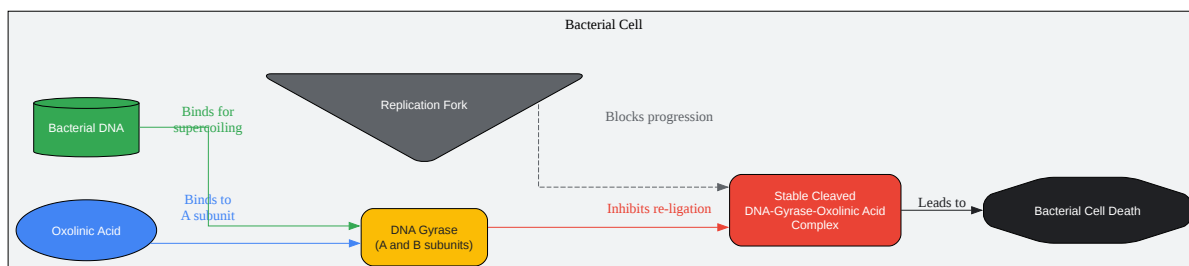 Bacterial Cell
Replication Fork
Binds for
supercoiling
Blocks progression
Bacterial DNA
Binds to
A subunit
Oxolinic Acid
DNA Gyrase
(A and B subunits)
Inhibits re-ligation
Stable Cleaved
DNA-Gyrase-Oxolinic Acid
Complex
Leads to
Bacterial Cell Death